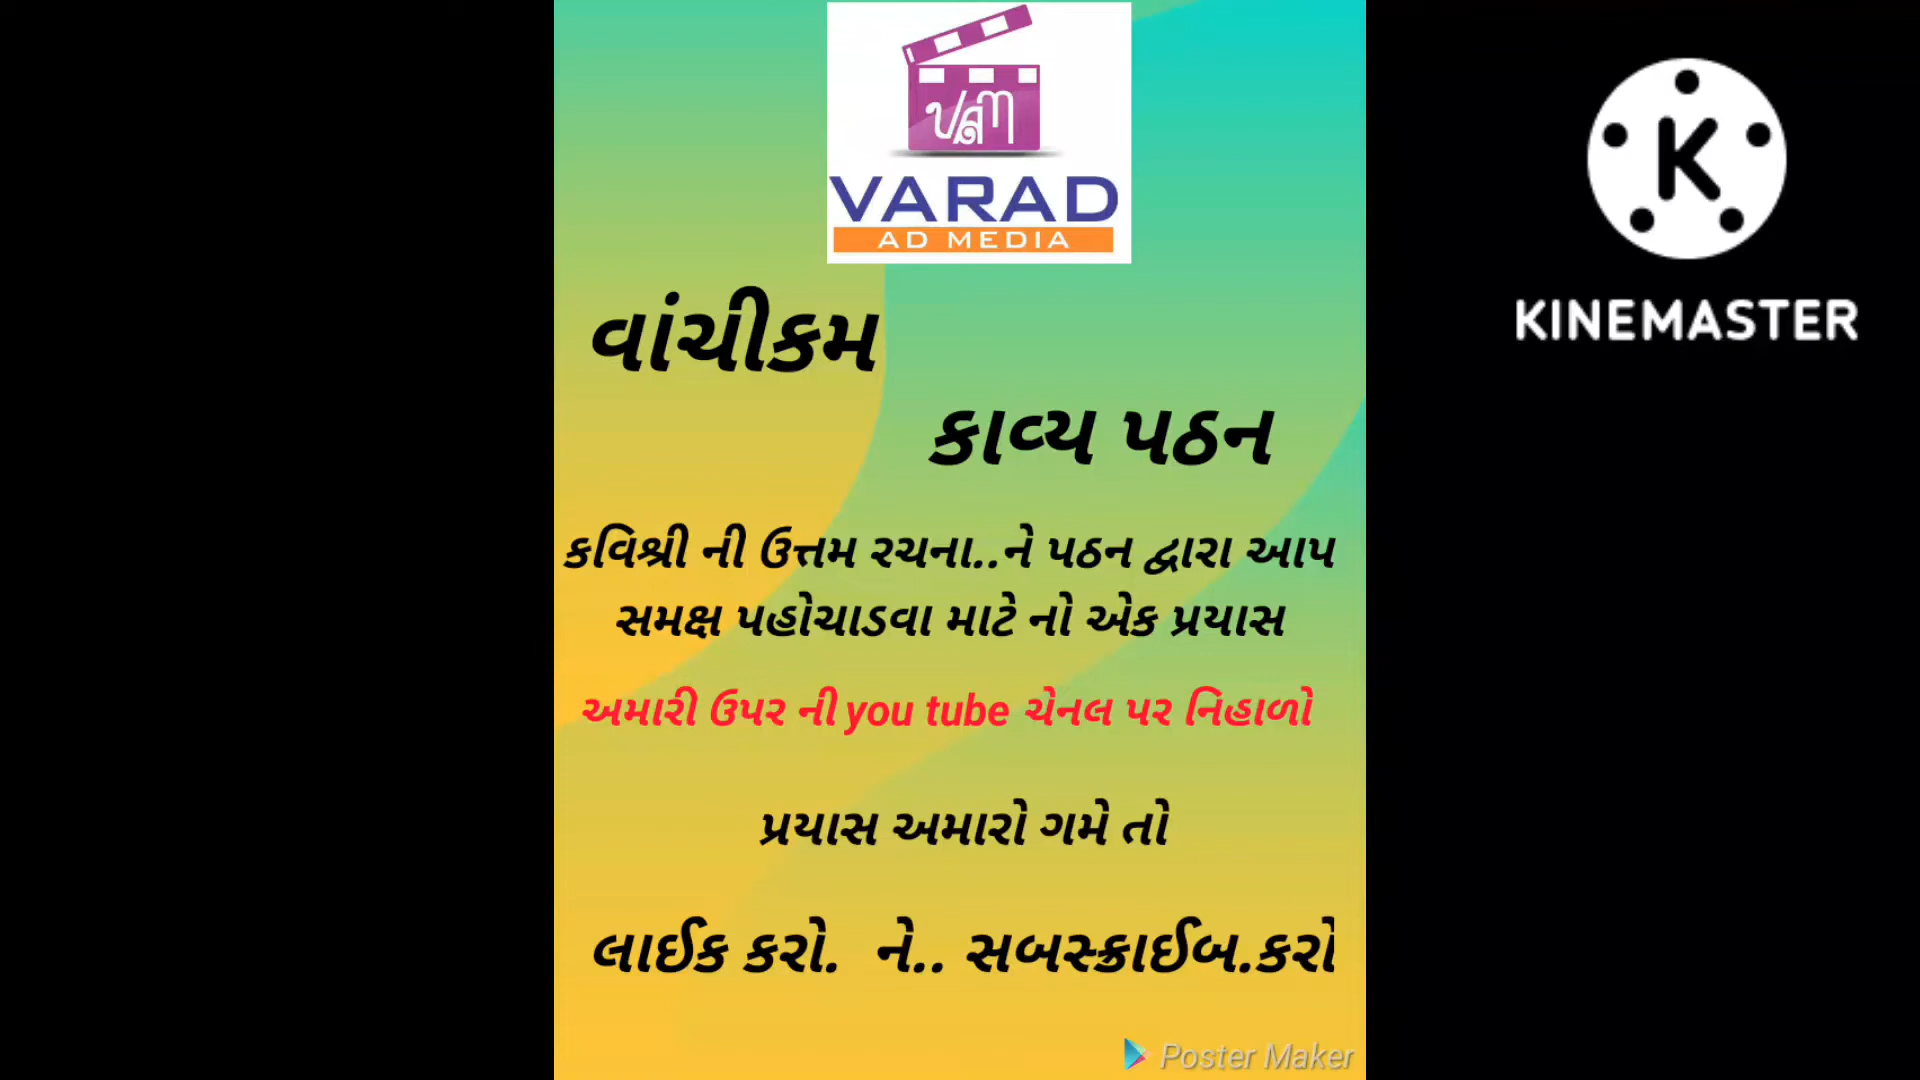 VARAD
AD MEDIA
KINEMASTER
વાંચીકમ
કાવ્ય પઠન
કવિશ્રી ની ઉત્તમ રચના..ને પઠન દ્વારા આપ
સમક્ષ પહોચાડવા માટે નો એક પ્રયાસ
અમારી ઉપર ની you tube ચેનલ પર નિહાળો
પ્રયાસ અમારો ગમે તો
લાઈક કરો. ને.. સબસ્ક્રાઈબ.કરો
Poster Maker